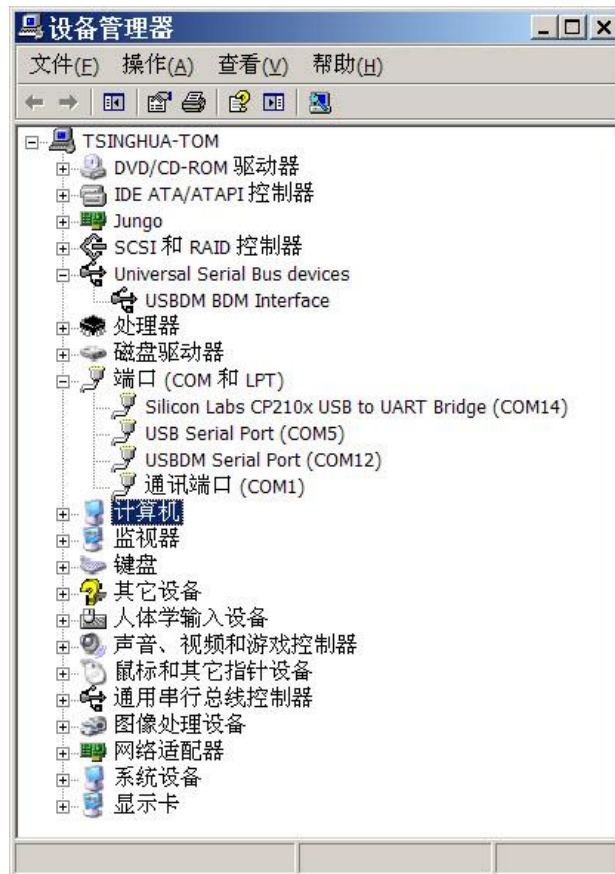 设备管理器
文件(F) 操作(A) 查看(V) 帮助(H)
TSINGHUA-TOM
DVD/CD-ROM 驱动器
IDE ATA/ATAPI 控制器
Jungo
SCSI 和 RAID 控制器
Universal Serial Bus devices
USBDM BDM Interface
处理器
磁盘驱动器
端口 (COM 和 LPT)
Silicon Labs CP210x USB to UART Bridge (COM14)
USB Serial Port (COM5)
USBDM Serial Port (COM12)
通讯端口 (COM1)
计算机
监视器
键盘
其它设备
人体学输入设备
声音、视频和游戏控制器
鼠标和其它指针设备
通用串行总线控制器
图像处理设备
网络适配器
系统设备
显示卡